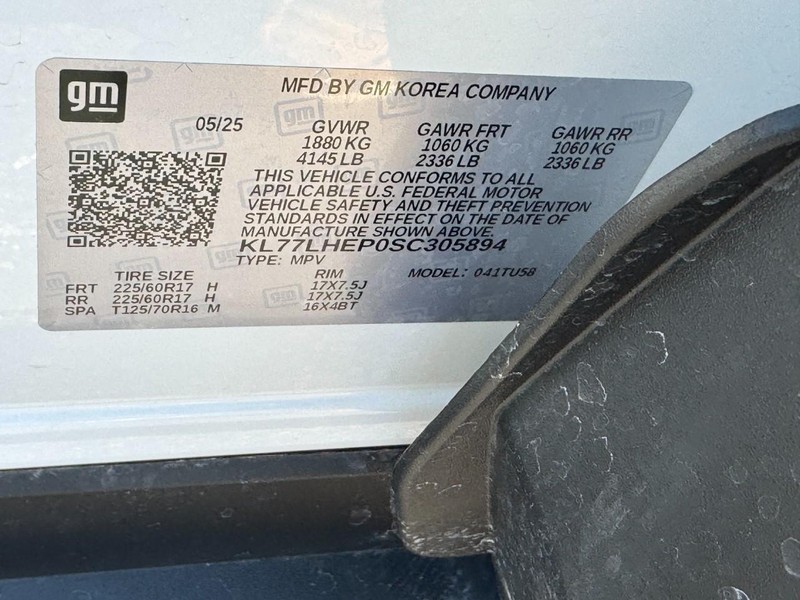 gm
MFD BY GM KOREA COMPANY
05/25 GVWR GAWR FRT GAWR RR
1880 KG 1060 KG 1060 KG
4145 LB 2336 LB 2336 LB
THIS VEHICLE CONFORMS TO ALL
APPLICABLE U.S. FEDERAL MOTOR
VEHICLE SAFETY AND THEFT PREVENTION
STANDARDS IN EFFECT ON THE DATE OF
MANUFACTURE SHOWN ABOVE.
KL77LHEP0SC305894
TYPE: MPV MODEL: 041TU58
TIRE SIZE RIM
FRT 225/60R17 H 17X7.5J
RR 225/60R17 H 17X7.5J
SPA T125/70R16 M 16X4BT